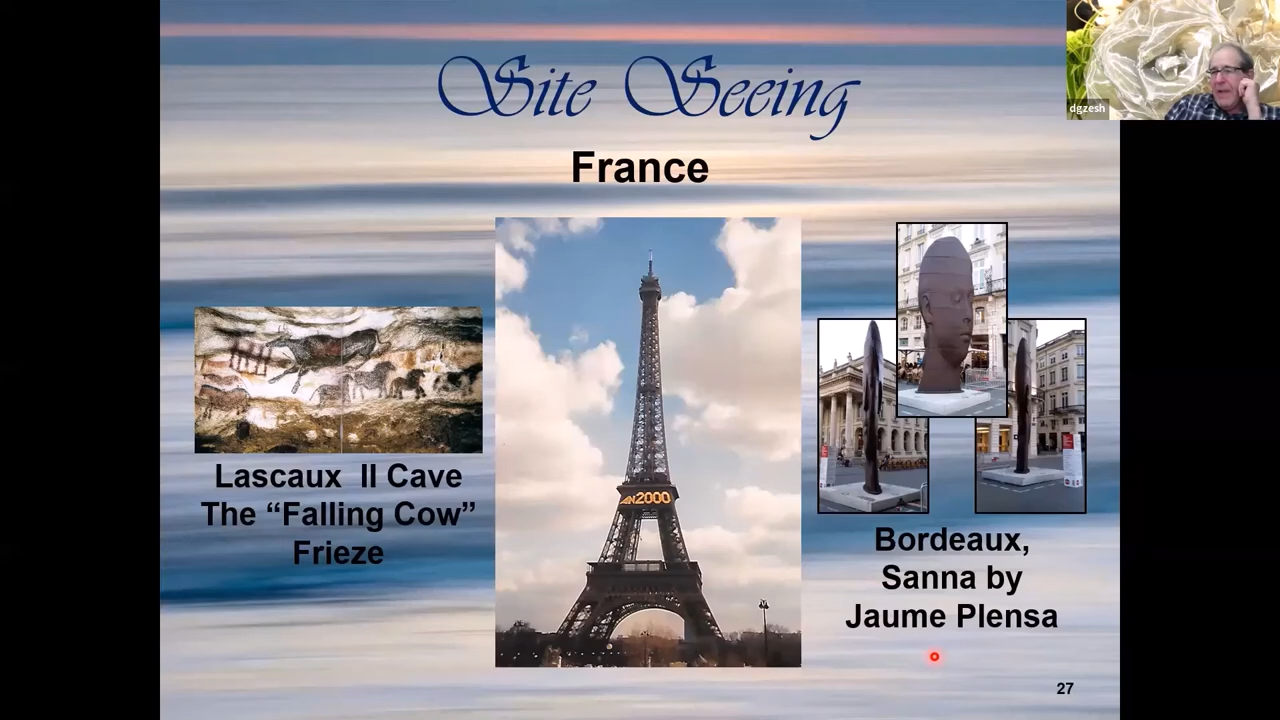 Site Seeing
France
dgzesh
AN2000
Lascaux II Cave
The “Falling Cow”
Frieze
Bordeaux,
Sanna by
Jaume Plensa
27